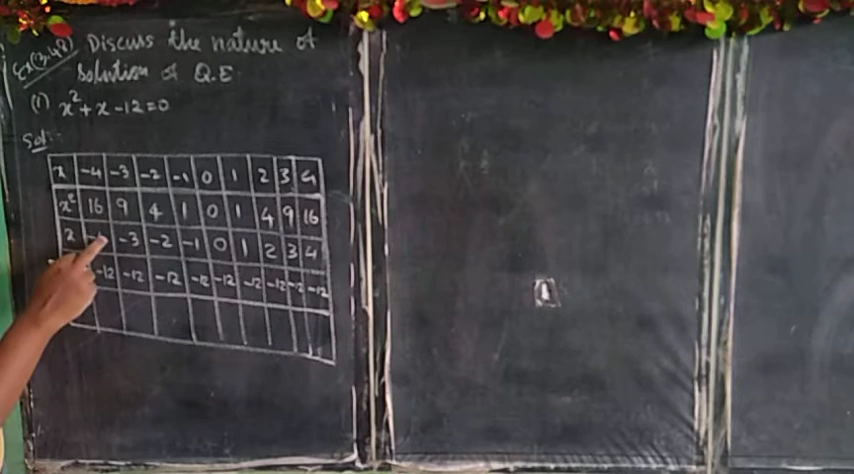 Ex(3.48) Discuss the nature of
solution of Q.E
(i) x²+x-12=0
Sol:-
x -4 -3 -2 -1 0 1 2 3 4
x² 16 9 4 1 0 1 4 9 16
x -3 -2 -1 0 1 2 3 4
-12 -12 -12 -12 -12 -12 -12 -12 -12